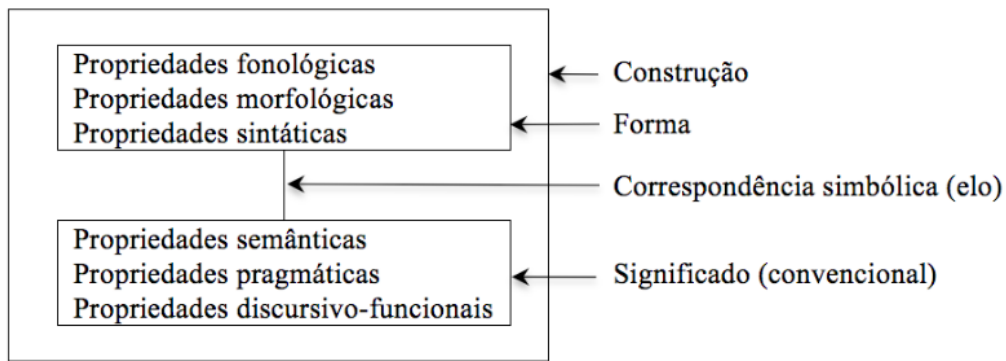 Propriedades fonológicas
Propriedades morfológicas
Propriedades sintáticas
Construção
Forma
Correspondência simbólica (elo)
Propriedades semânticas
Propriedades pragmáticas
Propriedades discursivo-funcionais
Significado (convencional)